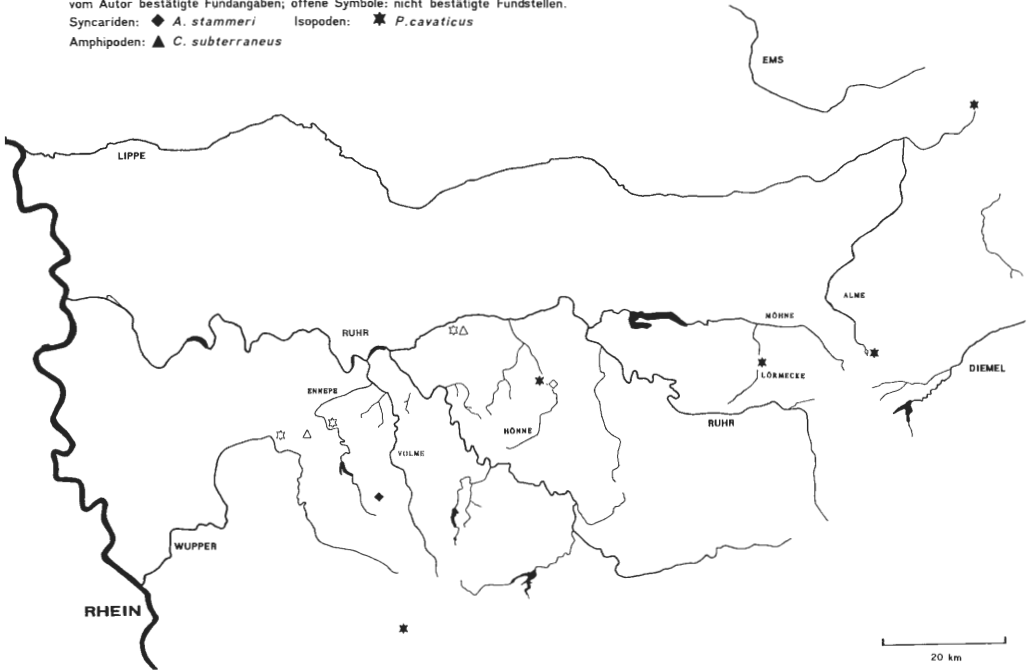 vom Autor bestätigte Fundangaben; offene Symbole: nicht bestätigte Fundstellen.
Syncariden: ◆ A. stammeri Isopoden: ✶ P.cavaticus
Amphipoden: ▲ C. subterraneus
EMS
LIPPE
ALME
MÖHNE
RUHR
DIEMEL
LÖRMECKE
ENNEPE
RUHR
HÖNNE
VOLME
WUPPER
RHEIN
20 km